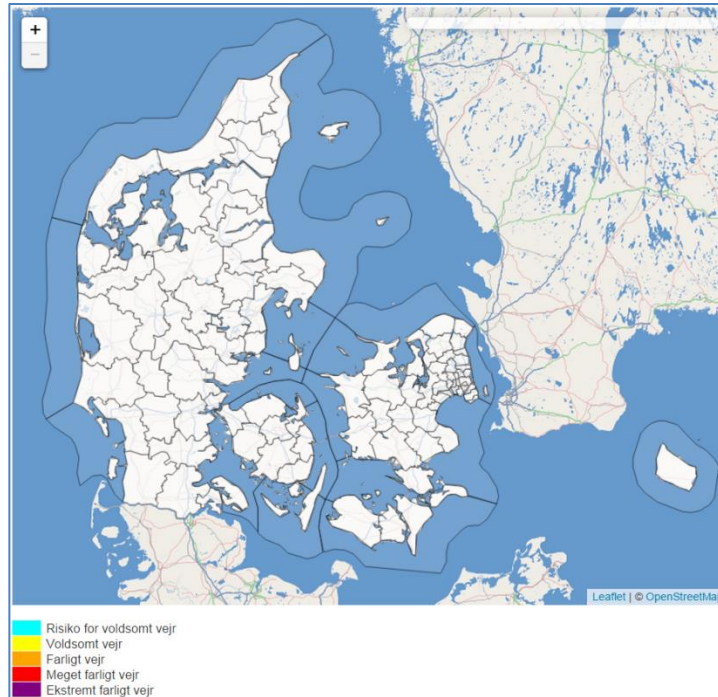 +
−
Leaflet | © OpenStreetMap
Risiko for voldsomt vejr
Voldsomt vejr
Farligt vejr
Meget farligt vejr
Ekstremt farligt vejr